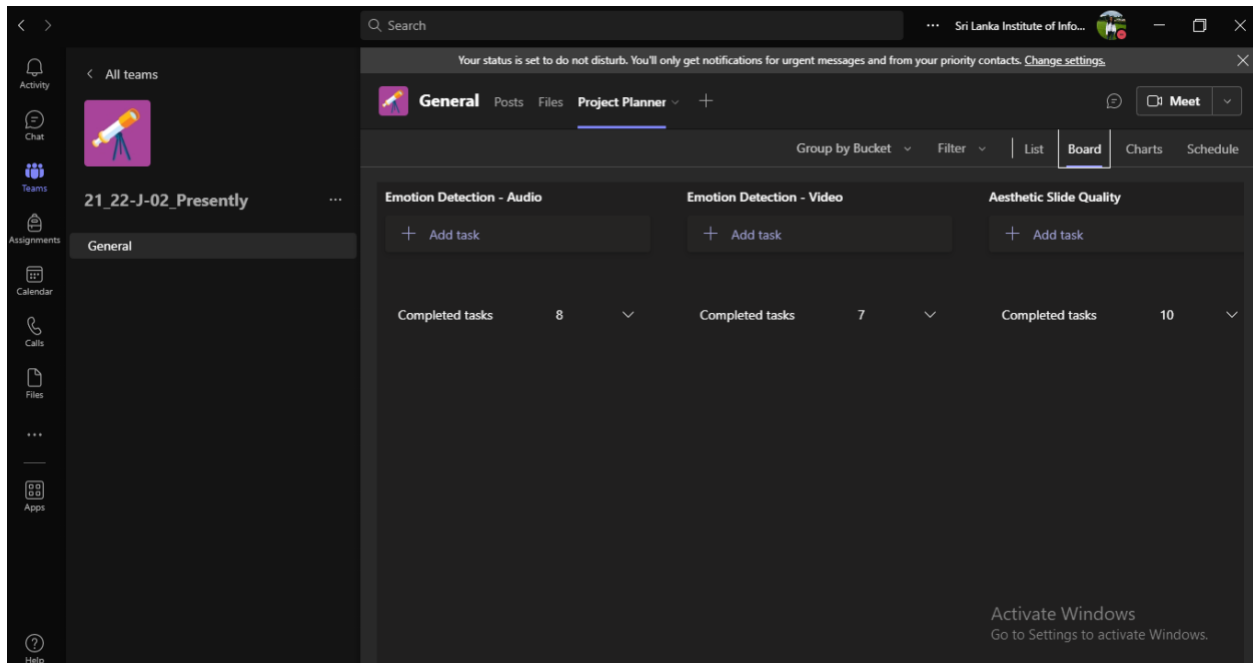 Search
Sri Lanka Institute of Info...
Activity
Chat
Teams
Assignments
Calendar
Calls
Files
Apps
Help
All teams
21_22-J-02_Presently
General
Your status is set to do not disturb. You'll only get notifications for urgent messages and from your priority contacts. Change settings.
General Posts Files Project Planner
Meet
Group by Bucket Filter List Board Charts Schedule
Emotion Detection - Audio
Add task
Completed tasks 8
Emotion Detection - Video
Add task
Completed tasks 7
Aesthetic Slide Quality
Add task
Completed tasks 10
Activate Windows
Go to Settings to activate Windows.